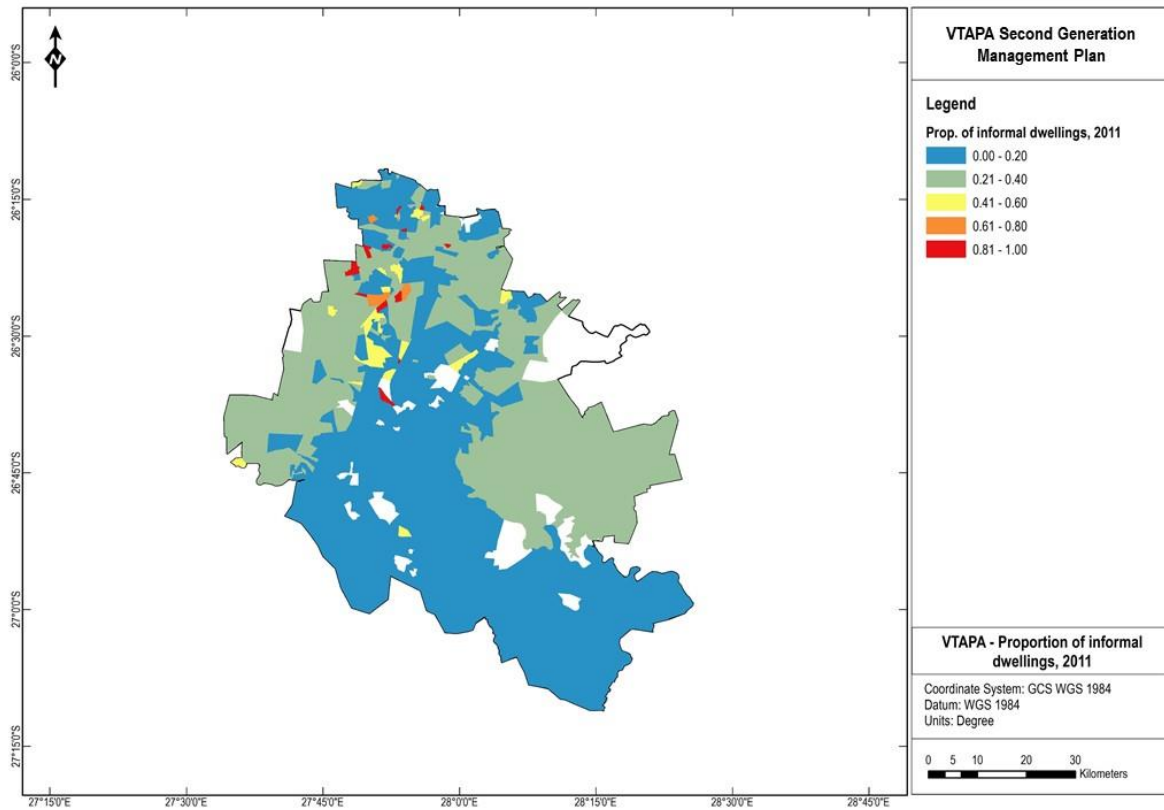 VTAPA Second Generation
Management Plan
Legend
Prop. of informal dwellings, 2011
0.00 - 0.20
0.21 - 0.40
0.41 - 0.60
0.61 - 0.80
0.81 - 1.00
VTAPA - Proportion of informal
dwellings, 2011
Coordinate System: GCS WGS 1984
Datum: WGS 1984
Units: Degree
0 5 10 20 30
Kilometers
N
26°0'0"S
26°15'0"S
26°30'0"S
26°45'0"S
27°0'0"S
27°15'0"S
27°15'0"E
27°30'0"E
27°45'0"E
28°0'0"E
28°15'0"E
28°30'0"E
28°45'0"E